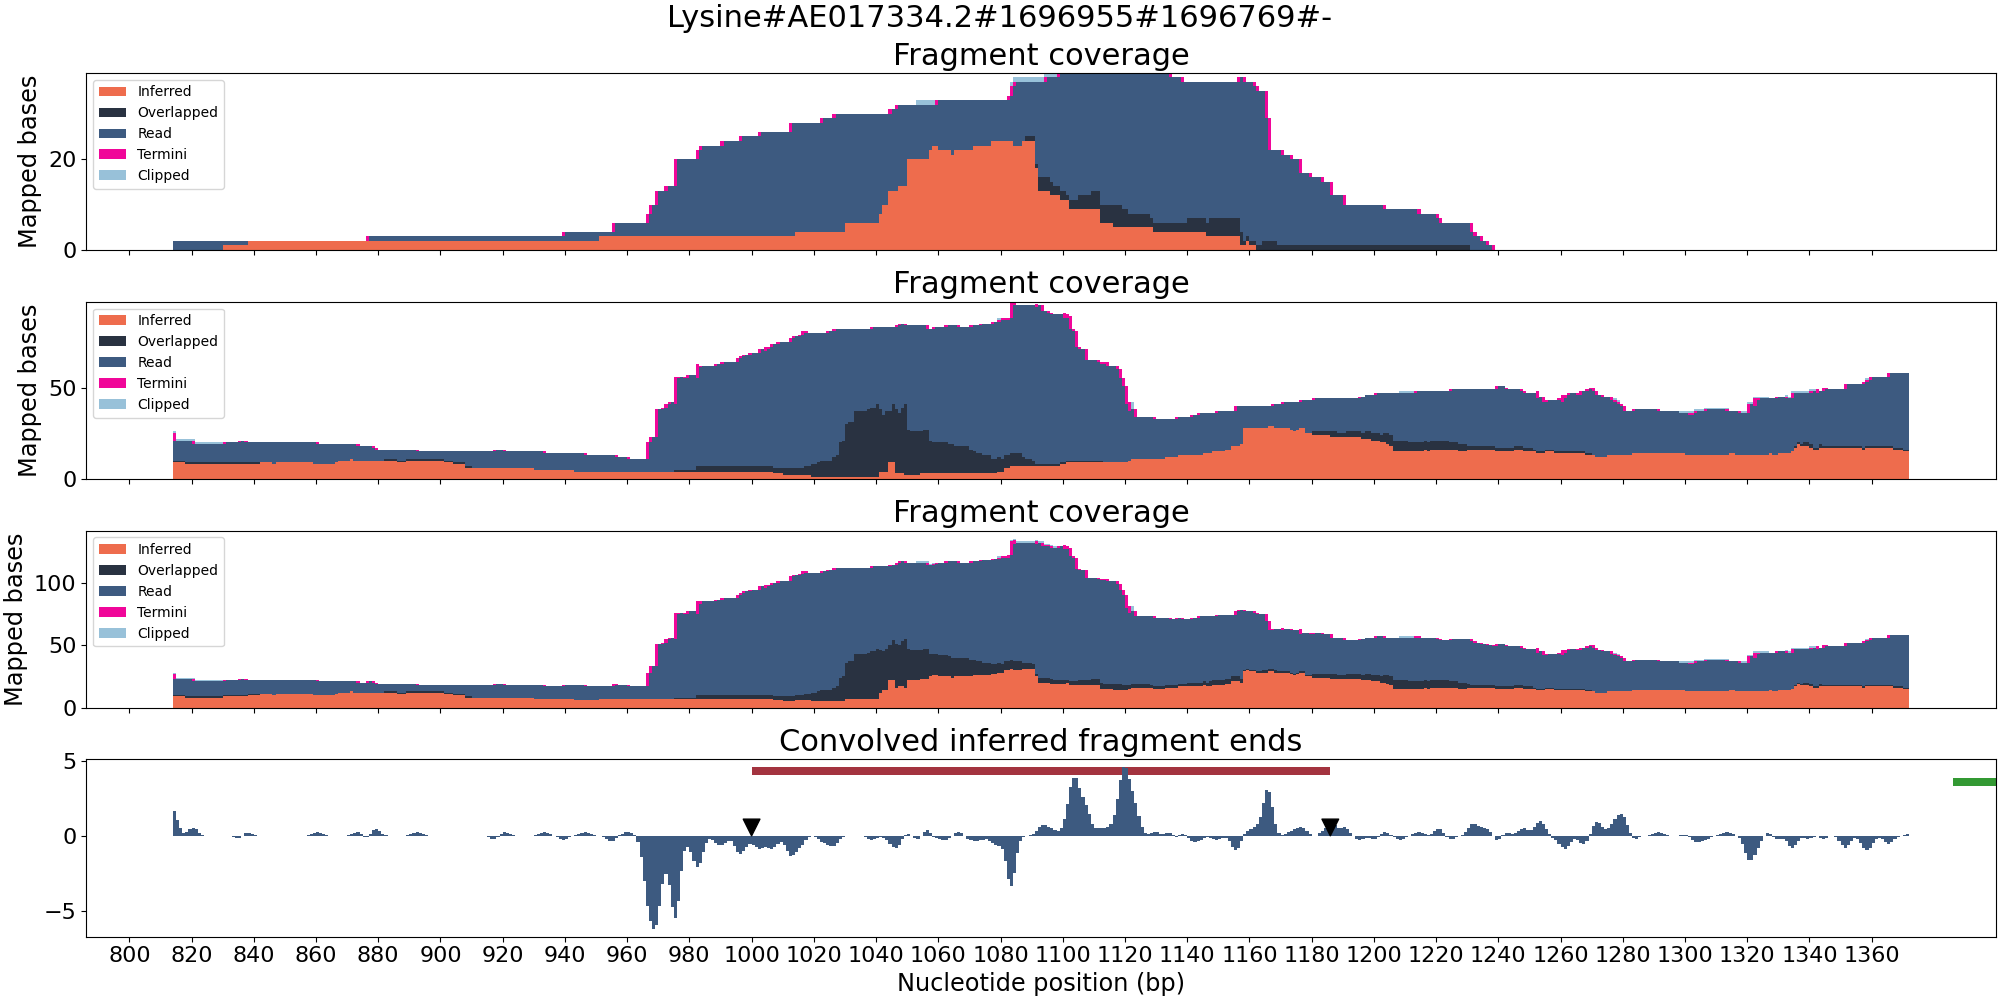 Lysine#AE017334.2#1696955#1696769#-
Fragment coverage
Mapped bases
20
0
Inferred
Overlapped
Read
Termini
Clipped
Fragment coverage
Mapped bases
50
0
Inferred
Overlapped
Read
Termini
Clipped
Fragment coverage
Mapped bases
100
50
0
Inferred
Overlapped
Read
Termini
Clipped
Convolved inferred fragment ends
5
0
−5
800 820 840 860 880 900 920 940 960 980 1000 1020 1040 1060 1080 1100 1120 1140 1160 1180 1200 1220 1240 1260 1280 1300 1320 1340 1360
Nucleotide position (bp)